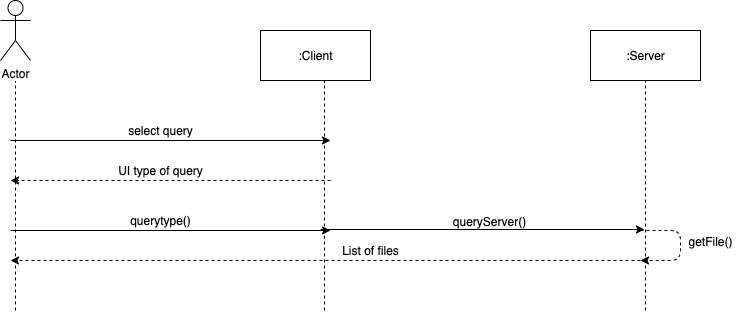 :Client
:Server
Actor
select query
UI type of query
querytype()
queryServer()
getFile()
List of files